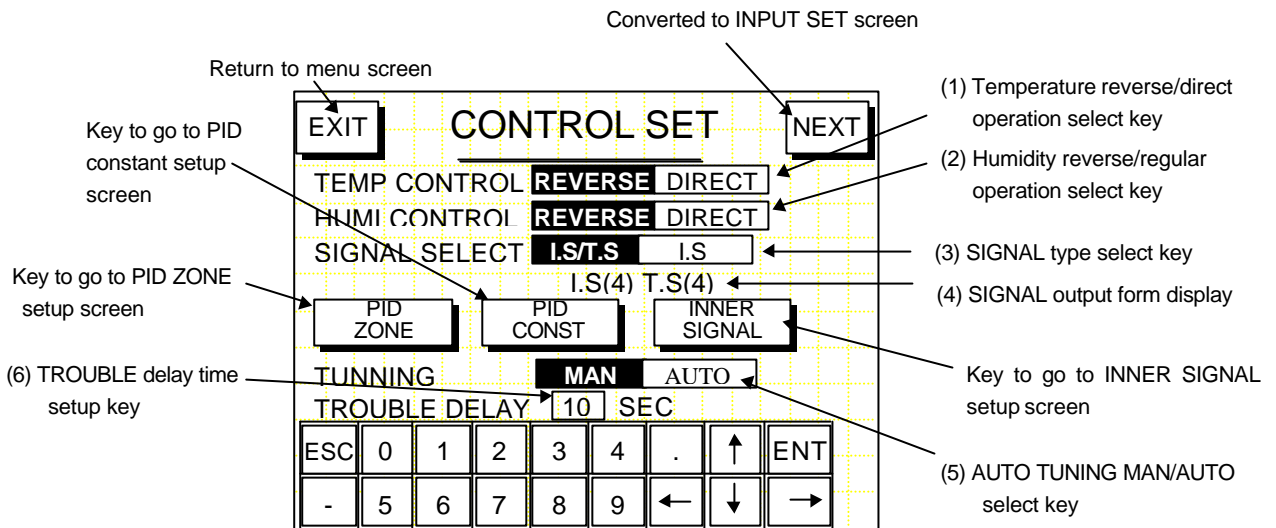 Converted to INPUT SET screen
Return to menu screen
Key to go to PID
constant setup
screen
Key to go to PID ZONE
setup screen
(6) TROUBLE delay time
setup key
EXIT
CONTROL SET
NEXT
TEMP CONTROL REVERSE DIRECT
HUMI CONTROL REVERSE DIRECT
SIGNAL SELECT I.S/T.S I.S
I.S(4) T.S(4)
PID
ZONE
PID
CONST
INNER
SIGNAL
TUNNING MAN AUTO
TROUBLE DELAY 10 SEC
ESC 0 1 2 3 4 . ↑ ENT
- 5 6 7 8 9 ← ↓ →
(1) Temperature reverse/direct
operation select key
(2) Humidity reverse/regular
operation select key
(3) SIGNAL type select key
(4) SIGNAL output form display
Key to go to INNER SIGNAL
setup screen
(5) AUTO TUNING MAN/AUTO
select key